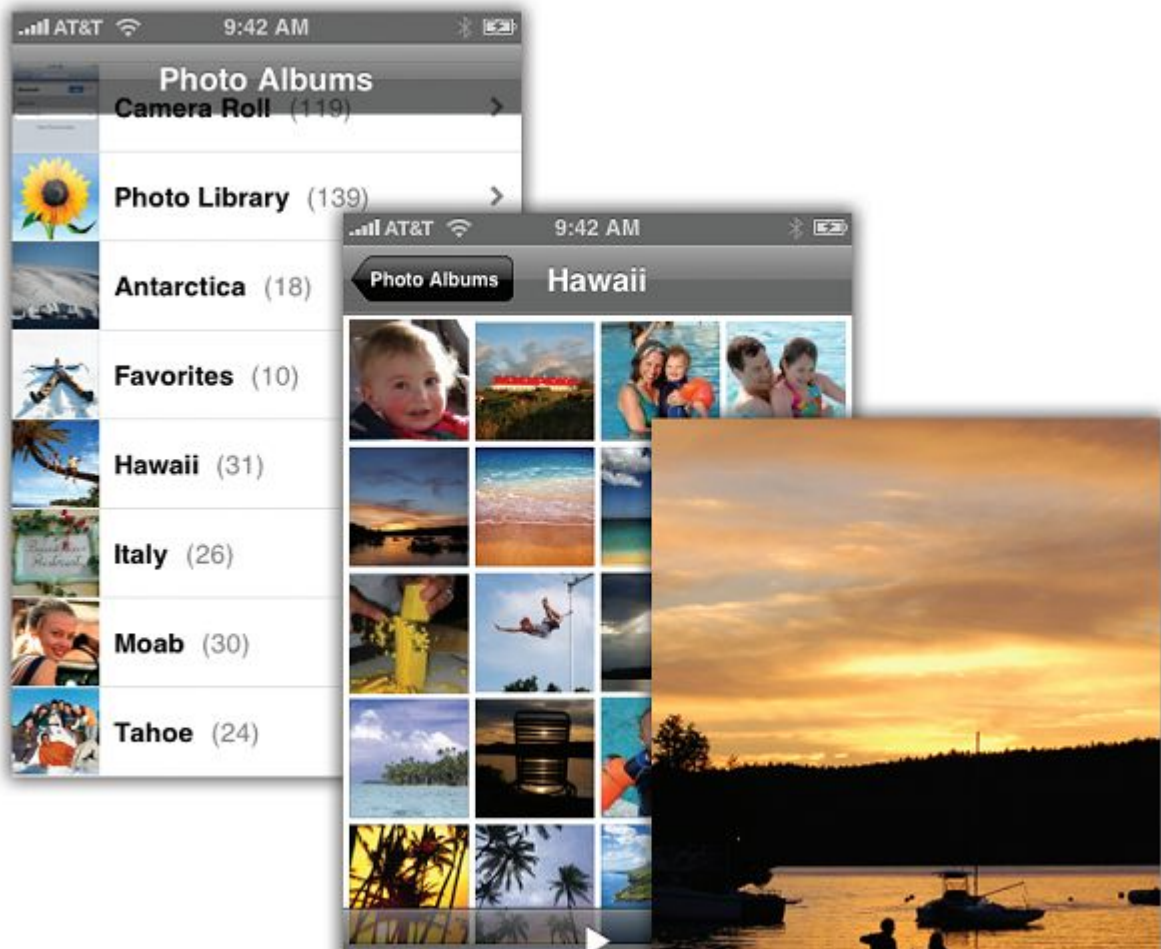 AT&T 9:42 AM
Photo Albums
Camera Roll (119)
Photo Library (139)
Antarctica (18)
Favorites (10)
Hawaii (31)
Italy (26)
Moab (30)
Tahoe (24)
AT&T 9:42 AM
Photo Albums Hawaii